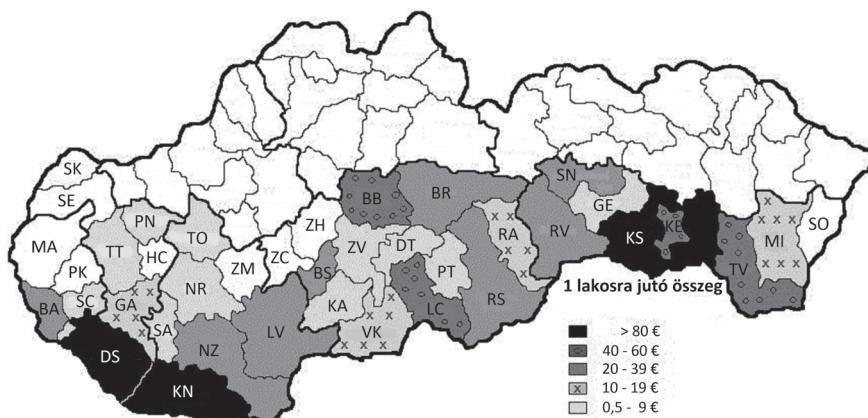 SK
SE
MA
PK
PN
TT
HC
TO
NR
ZM
ZC
ZH
BB
BR
SN
GE
RV
KS
KE
SO
MI
TV
BA
SC
GA
SA
DS
KN
NZ
LV
BS
ZV
DT
KA
VK
PT
LC
RA
RS
1 lakosra jutó összeg
> 80 €
40 - 60 €
20 - 39 €
10 - 19 €
0,5 - 9 €